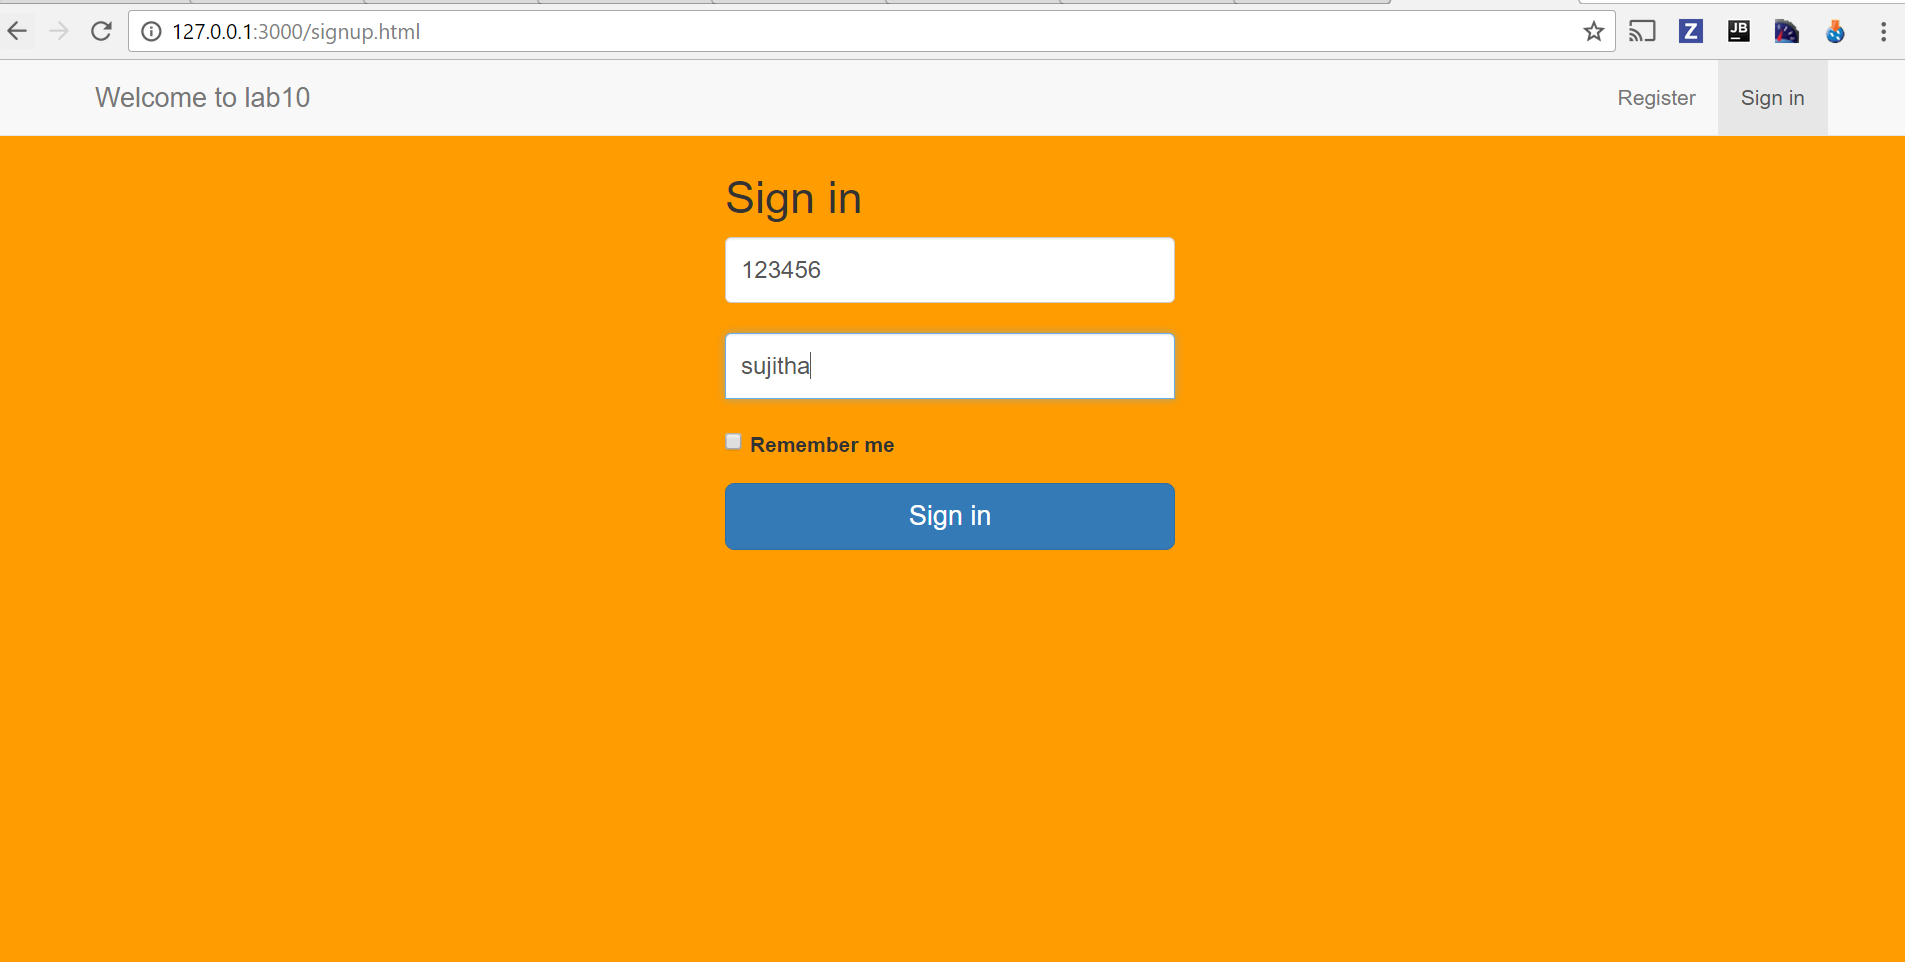 127.0.0.1:3000/signup.html
Z
JB
Welcome to lab10
Register
Sign in
Sign in
123456
sujitha
Remember me
Sign in